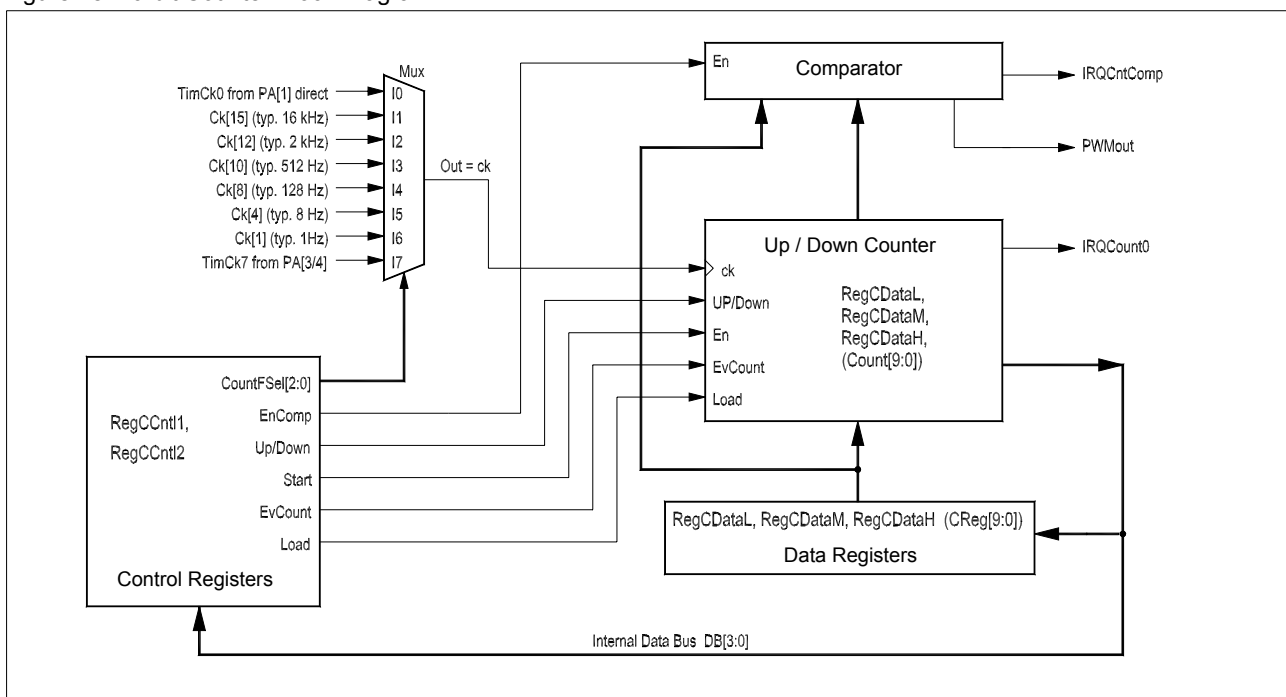 Mux
TimCk0 from PA[1] direct
I0
Ck[15] (typ. 16 kHz)
I1
Ck[12] (typ. 2 kHz)
I2
Ck[10] (typ. 512 Hz)
I3
Ck[8] (typ. 128 Hz)
I4
Ck[4] (typ. 8 Hz)
I5
Ck[1] (typ. 1Hz)
I6
TimCk7 from PA[3/4]
I7
Out = ck
En
Comparator
IRQCntComp
PWMout
Up / Down Counter
IRQCount0
ck
UP/Down
En
EvCount
Load
RegCDataL,
RegCDataM,
RegCDataH,
(Count[9:0])
CountFSel[2:0]
EnComp
Up/Down
Start
EvCount
Load
RegCCntl1,
RegCCntl2
Control Registers
RegCDataL, RegCDataM, RegCDataH (CReg[9:0])
Data Registers
Internal Data Bus DB[3:0]